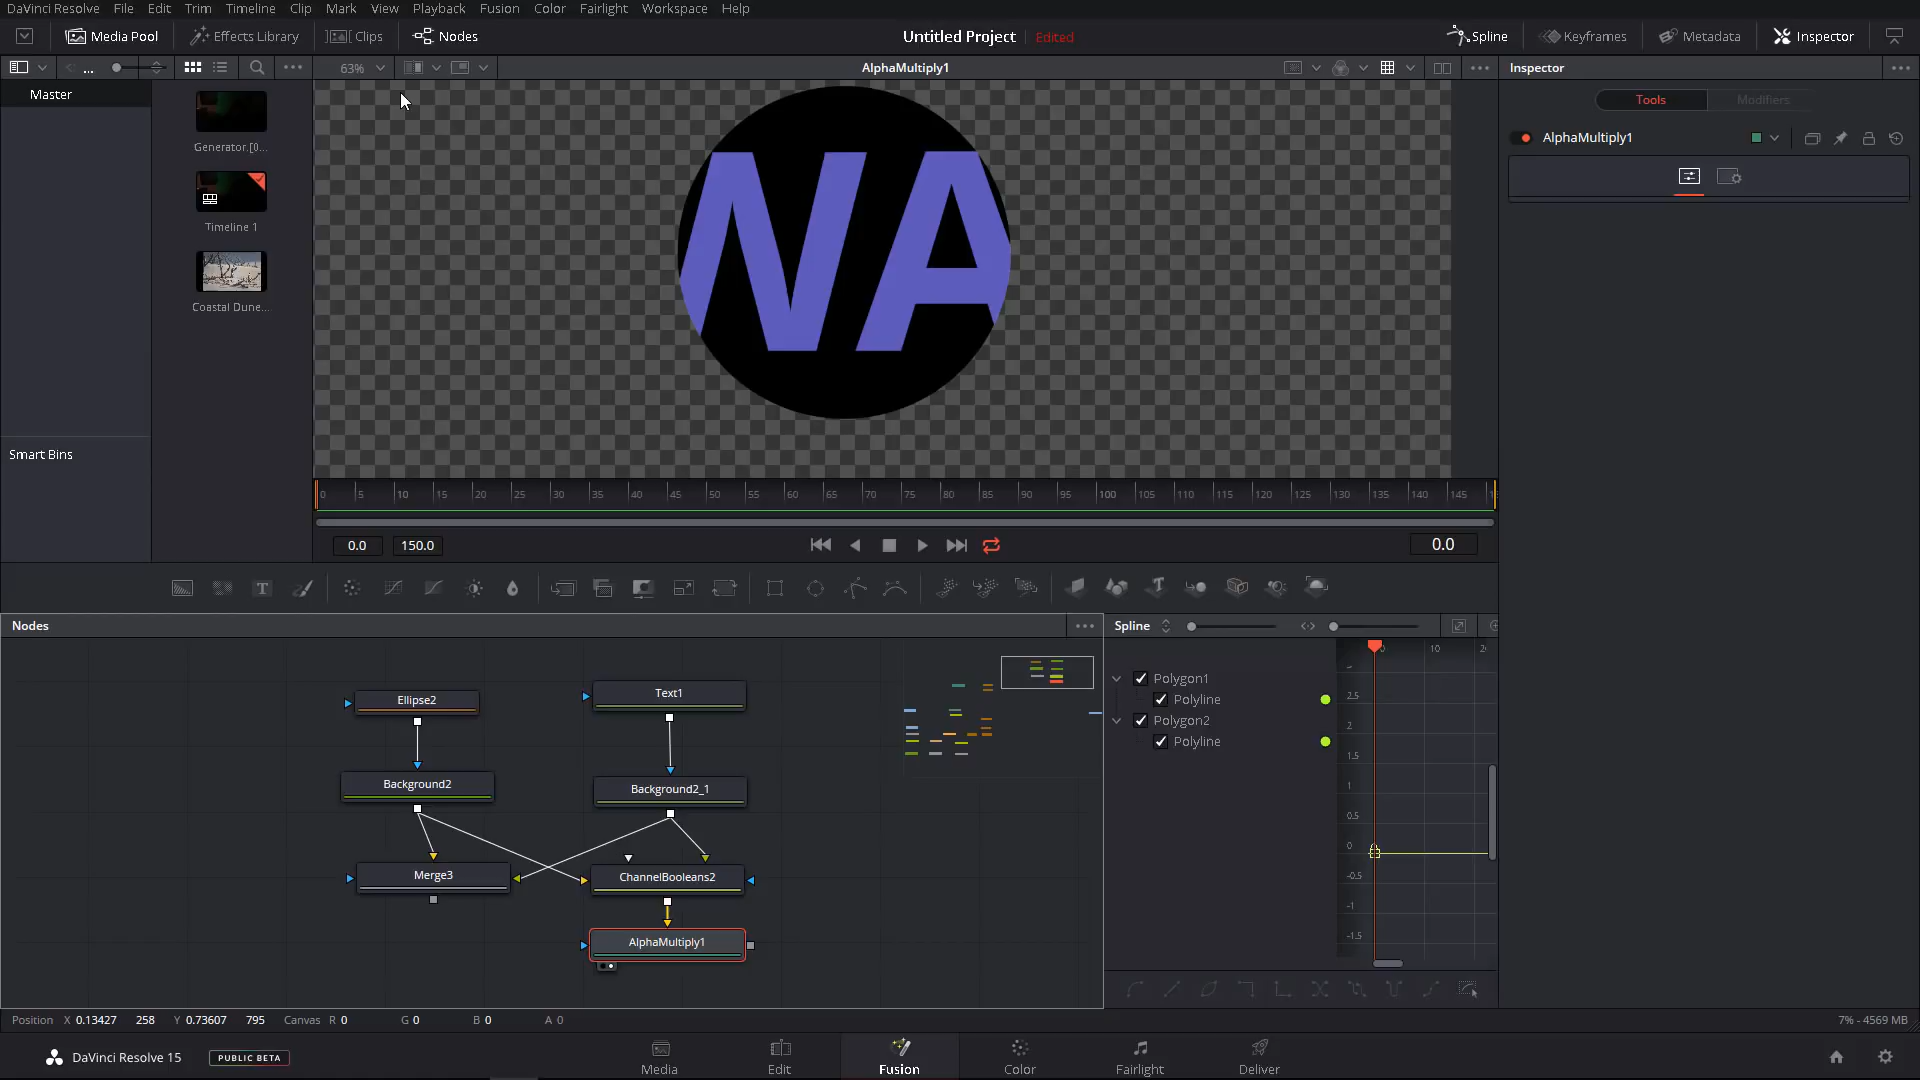 DaVinci Resolve File Edit Trim Timeline Clip Mark View Playback Fusion Color Fairlight Workspace Help
Media Pool Effects Library Clips Nodes Untitled Project Edited Spline Keyframes Metadata Inspector
... 63% AlphaMultiply1 Inspector
Master
Tools Modifiers
AlphaMultiply1
Generator.[0...
Timeline 1
Coastal Dune...
NA
Smart Bins
0 5 10 15 20 25 30 35 40 45 50 55 60 65 70 75 80 85 90 95 100 105 110 115 120 125 130 135 140 145
0.0 150.0 0.0
T
Nodes
Spline
Ellipse2
Text1
Background2
Background2_1
Merge3
ChannelBooleans2
AlphaMultiply1
Polygon1
Polyline
Polygon2
Polyline
10
2.5
2
1.5
1
0.5
0
-0.5
-1
-1.5
Position X 0.13427 258 Y 0.73607 795 Canvas R 0 G 0 B 0 A 0
7% - 4569 MB
DaVinci Resolve 15 PUBLIC BETA
Media Edit Fusion Color Fairlight Deliver